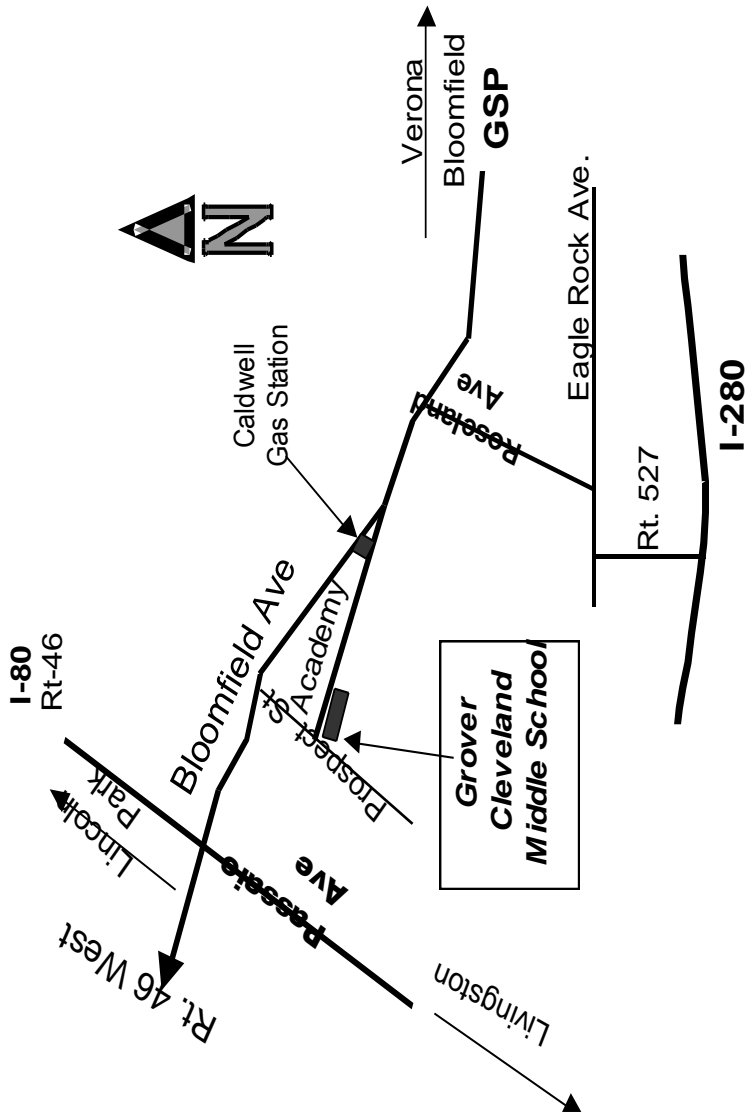 I-80
Rt-46
Lincoln
Park
Rt. 46 West
Bloomfield Ave
Passaic
Ave
Livingston
Caldwell
Gas Station
N
Verona
Bloomfield
GSP
Roseland
Ave
Academy
Prospect St
Grover
Cleveland
Middle School
Eagle Rock Ave.
Rt. 527
I-280